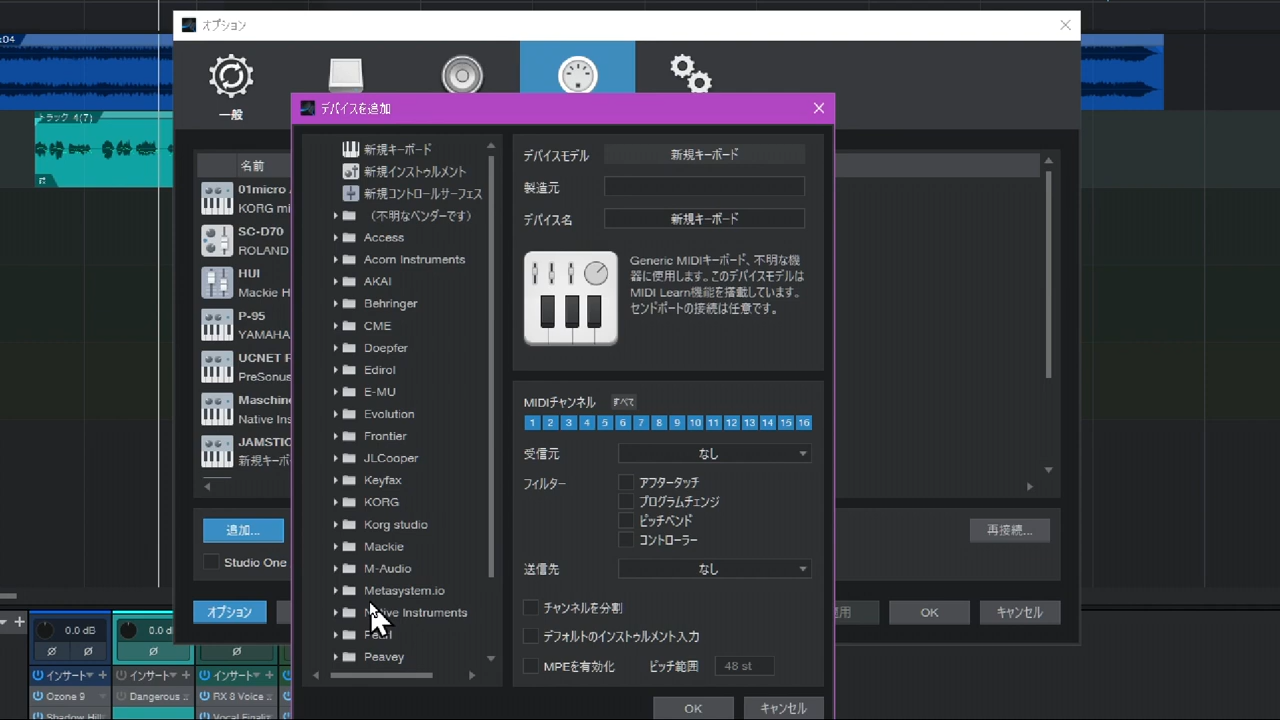 オプション
:04
トラック 4(7)
一般
名前
01micro
KORG mi
SC-D70
ROLAND
HUI
Mackie H
P-95
YAMAHA
UCNET
PreSonus
Maschin
Native Ins
JAMSTIC
新規キーボ
追加...
Studio One
再接続...
オプション
OK
キャンセル
デバイスを追加
新規キーボード
新規インストゥルメント
新規コントロールサーフェス
（不明なベンダーです）
Access
Acorn Instruments
AKAI
Behringer
CME
Doepfer
Edirol
E-MU
Evolution
Frontier
JLCooper
Keyfax
KORG
Korg studio
Mackie
M-Audio
Metasystem.io
Instruments
Peavey
デバイスモデル 新規キーボード
製造元
デバイス名 新規キーボード
Generic MIDIキーボード、不明な機
器に使用します。このデバイスモデルは
MIDI Learn機能を搭載しています。
センドポートの接続は任意です。
MIDIチャンネル すべて
1 2 3 4 5 6 7 8 9 10 11 12 13 14 15 16
受信元 なし
フィルター アフタータッチ
プログラムチェンジ
ピッチベンド
コントローラー
送信先 なし
チャンネルを分割
デフォルトのインストゥルメント入力
MPEを有効化 ピッチ範囲 48 st
OK キャンセル
0.0 dB 0.0 d
インサート インサート インサート
Ozone 9 Dangerous RX 8 Voice